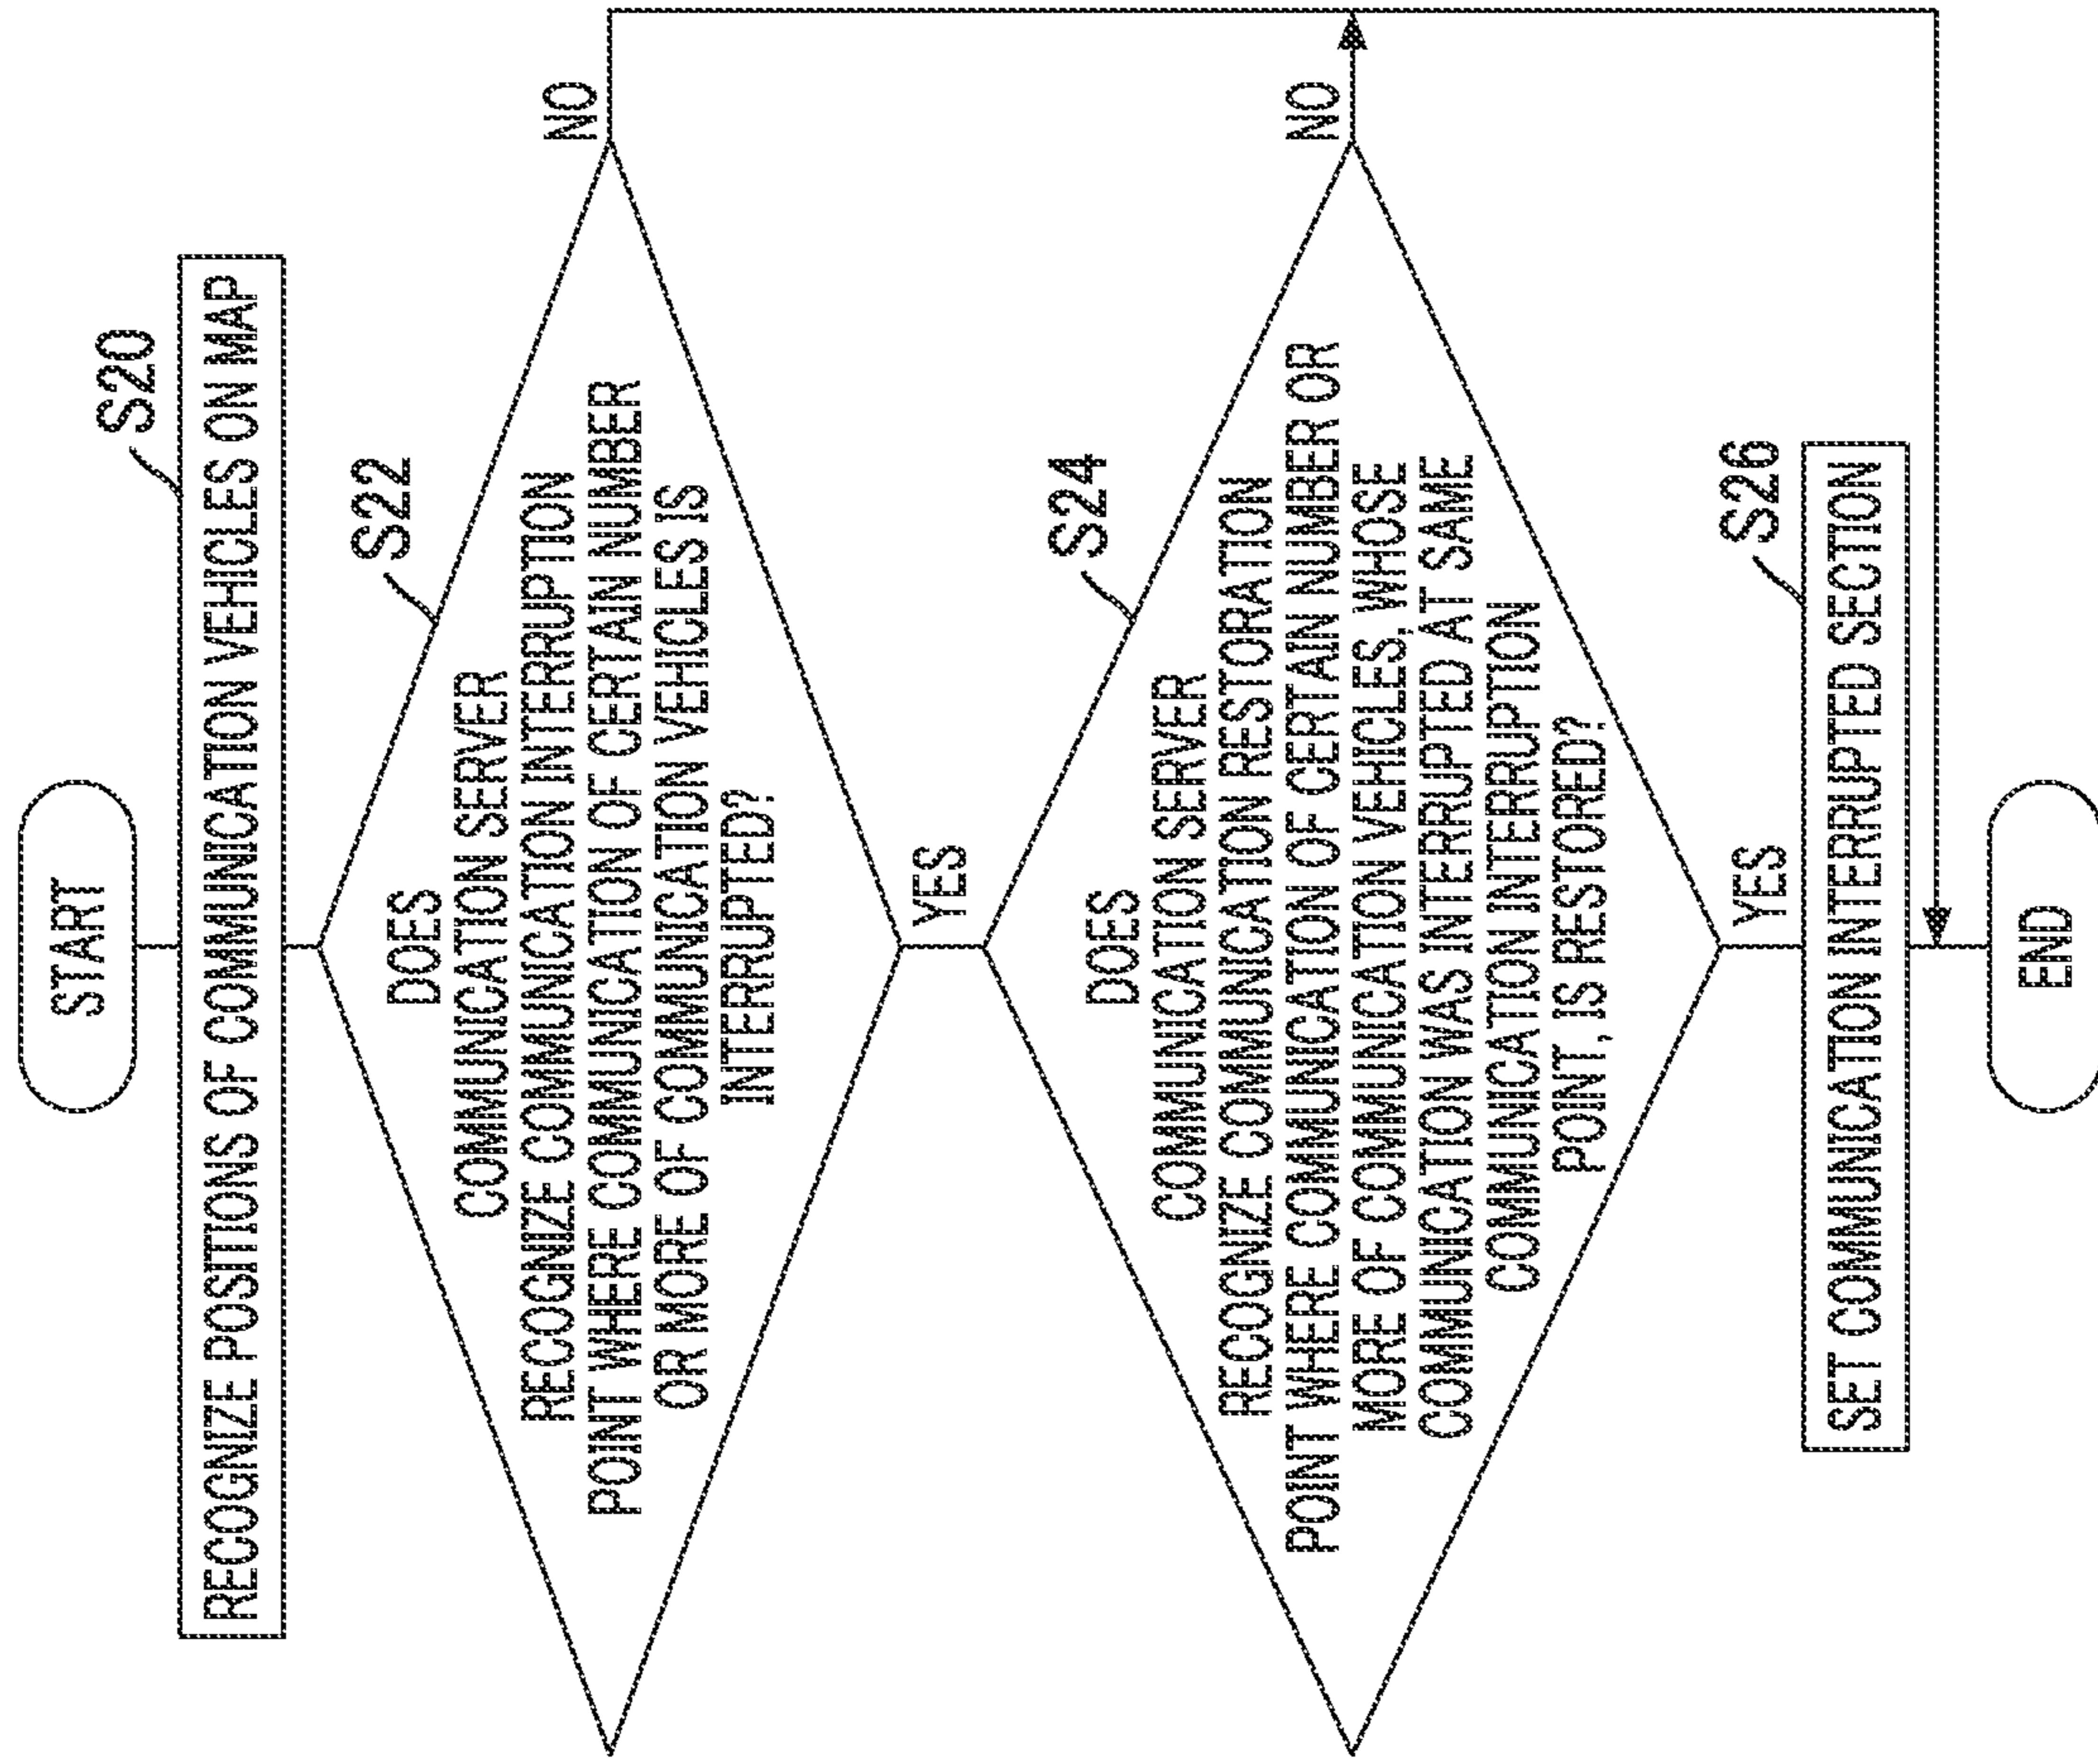 START
S20
RECOGNIZE POSITIONS OF COMMUNICATION VEHICLES ON MAP
S22
DOES
COMMUNICATION SERVER
RECOGNIZE COMMUNICATION INTERRUPTION
POINT WHERE COMMUNICATION OF CERTAIN NUMBER
OR MORE OF COMMUNICATION VEHICLES IS
INTERRUPTED?
NO
YES
S24
DOES
COMMUNICATION SERVER
RECOGNIZE COMMUNICATION RESTORATION
POINT WHERE COMMUNICATION OF CERTAIN NUMBER OR
MORE OF COMMUNICATION VEHICLES, WHOSE
COMMUNICATION WAS INTERRUPTED AT SAME
COMMUNICATION INTERRUPTION
POINT, IS RESTORED?
NO
YES
S26
SET COMMUNICATION INTERRUPTED SECTION
END